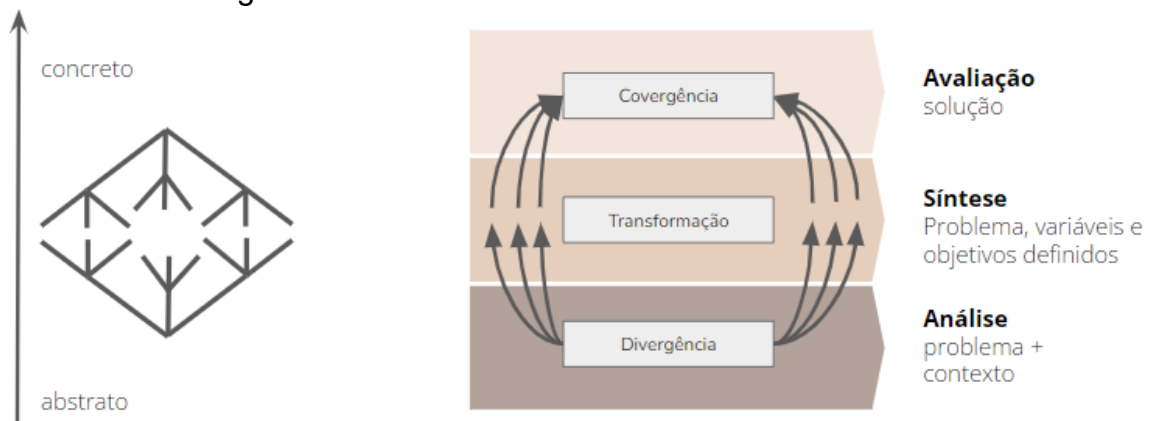 concreto
abstrato
Covergência
Transformação
Divergência
Avaliação
solução
Síntese
Problema, variáveis e
objetivos definidos
Análise
problema +
contexto